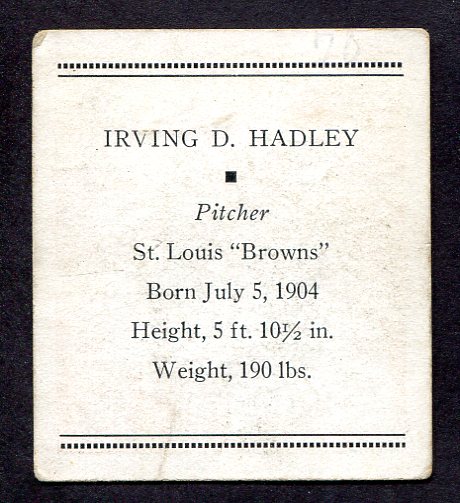 IRVING D. HADLEY
Pitcher
St. Louis “Browns”
Born July 5, 1904
Height, 5 ft. 10½ in.
Weight, 190 lbs.